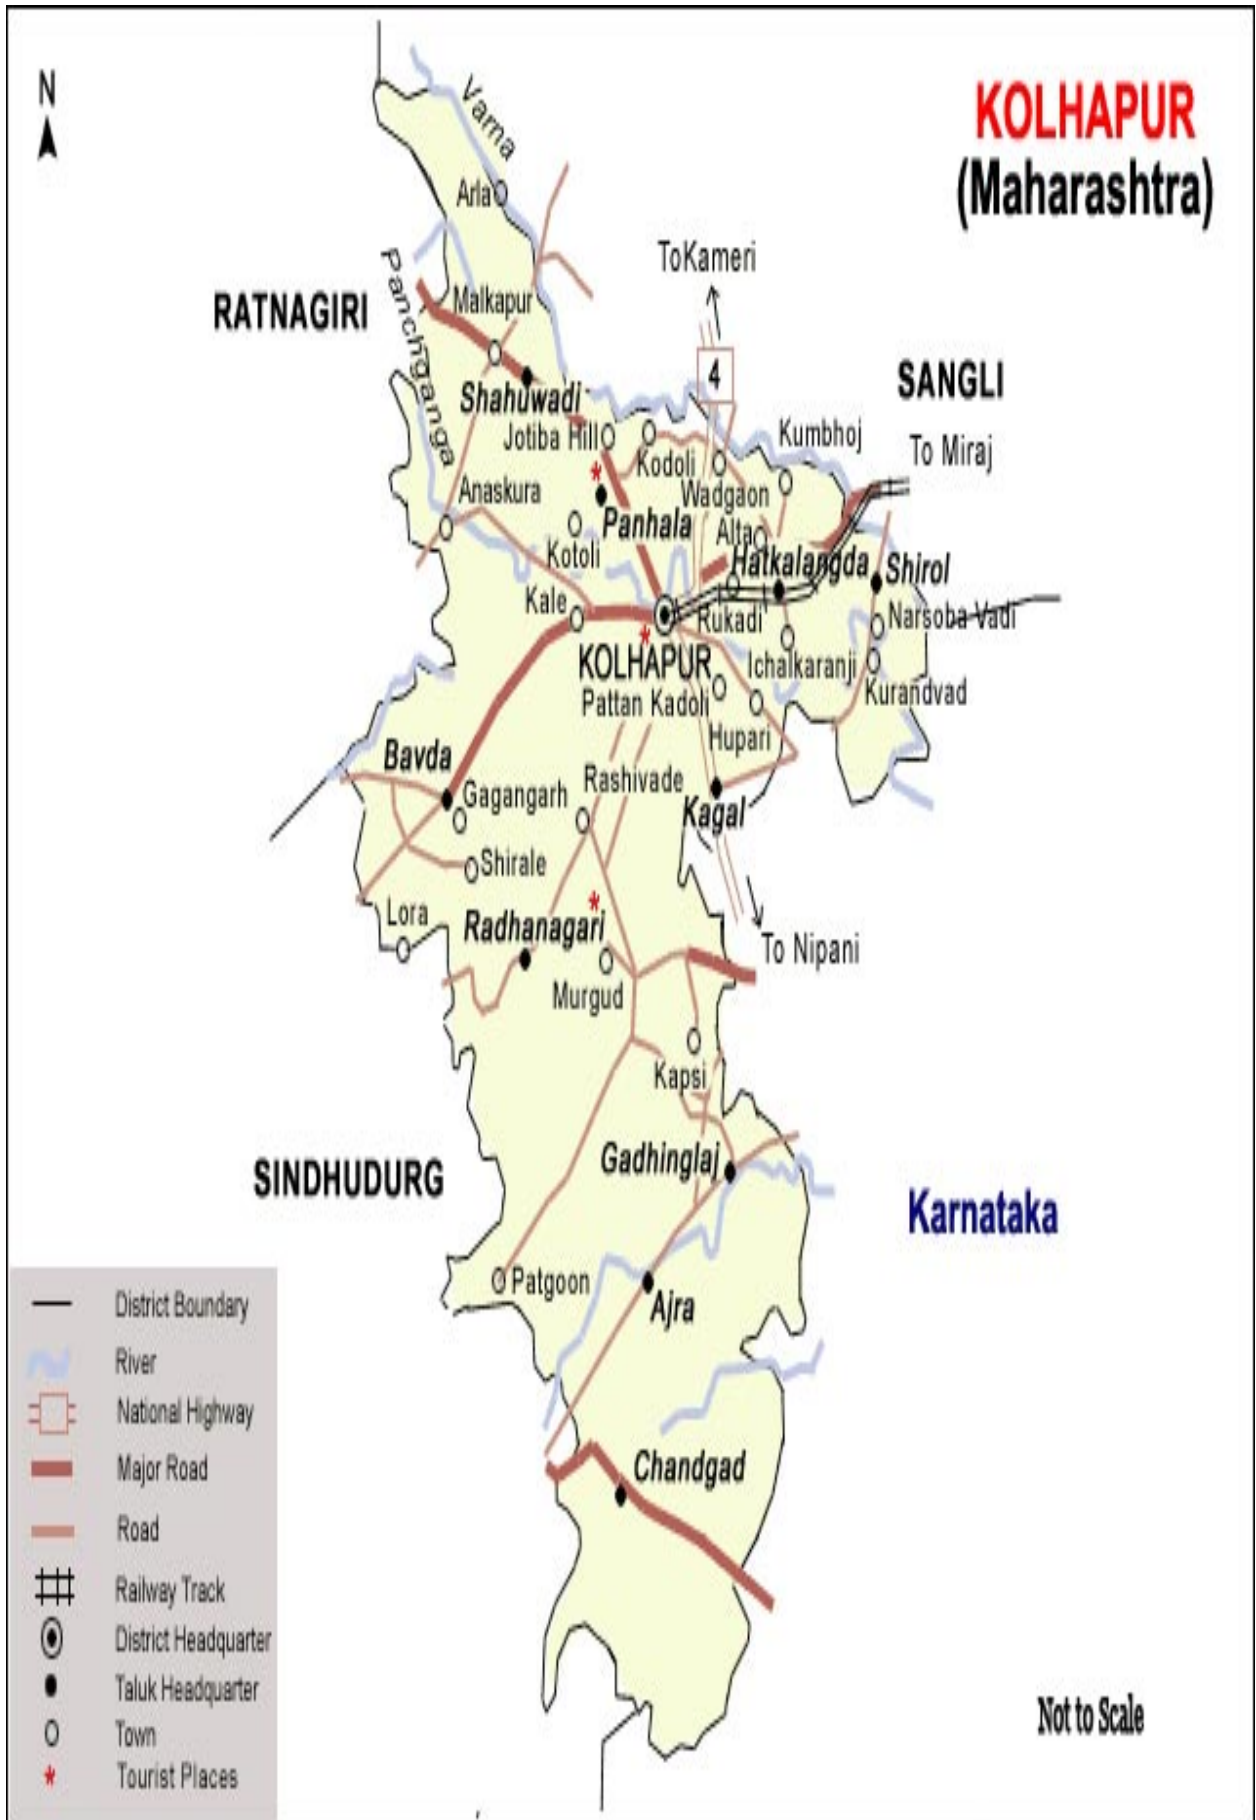 N
KOLHAPUR
(Maharashtra)
Varna
Arla
ToKameri
Panchganga
RATNAGIRI
Malkapur
4
SANGLI
Shahuwadi
Jotiba Hill
Kumbhoj
To Miraj
Kodoli
Anaskura
Wadgaon
Panhala
Alta
Kotoli
Hatkalangda
Shirol
Kale
Rukadi
Narsoba Vadi
KOLHAPUR
Ichalkaranji
Pattan Kadoli
Kurandvad
Hupari
Bavda
Rashivade
Gagangarh
Kagal
Shirale
Lora
Radhanagari
To Nipani
Murgud
Kapsi
Gadhinglaj
SINDHUDURG
Karnataka
Patgoon
Ajra
Chandgad
District Boundary
River
National Highway
Major Road
Road
Railway Track
District Headquarter
Taluk Headquarter
Town
Tourist Places
Not to Scale